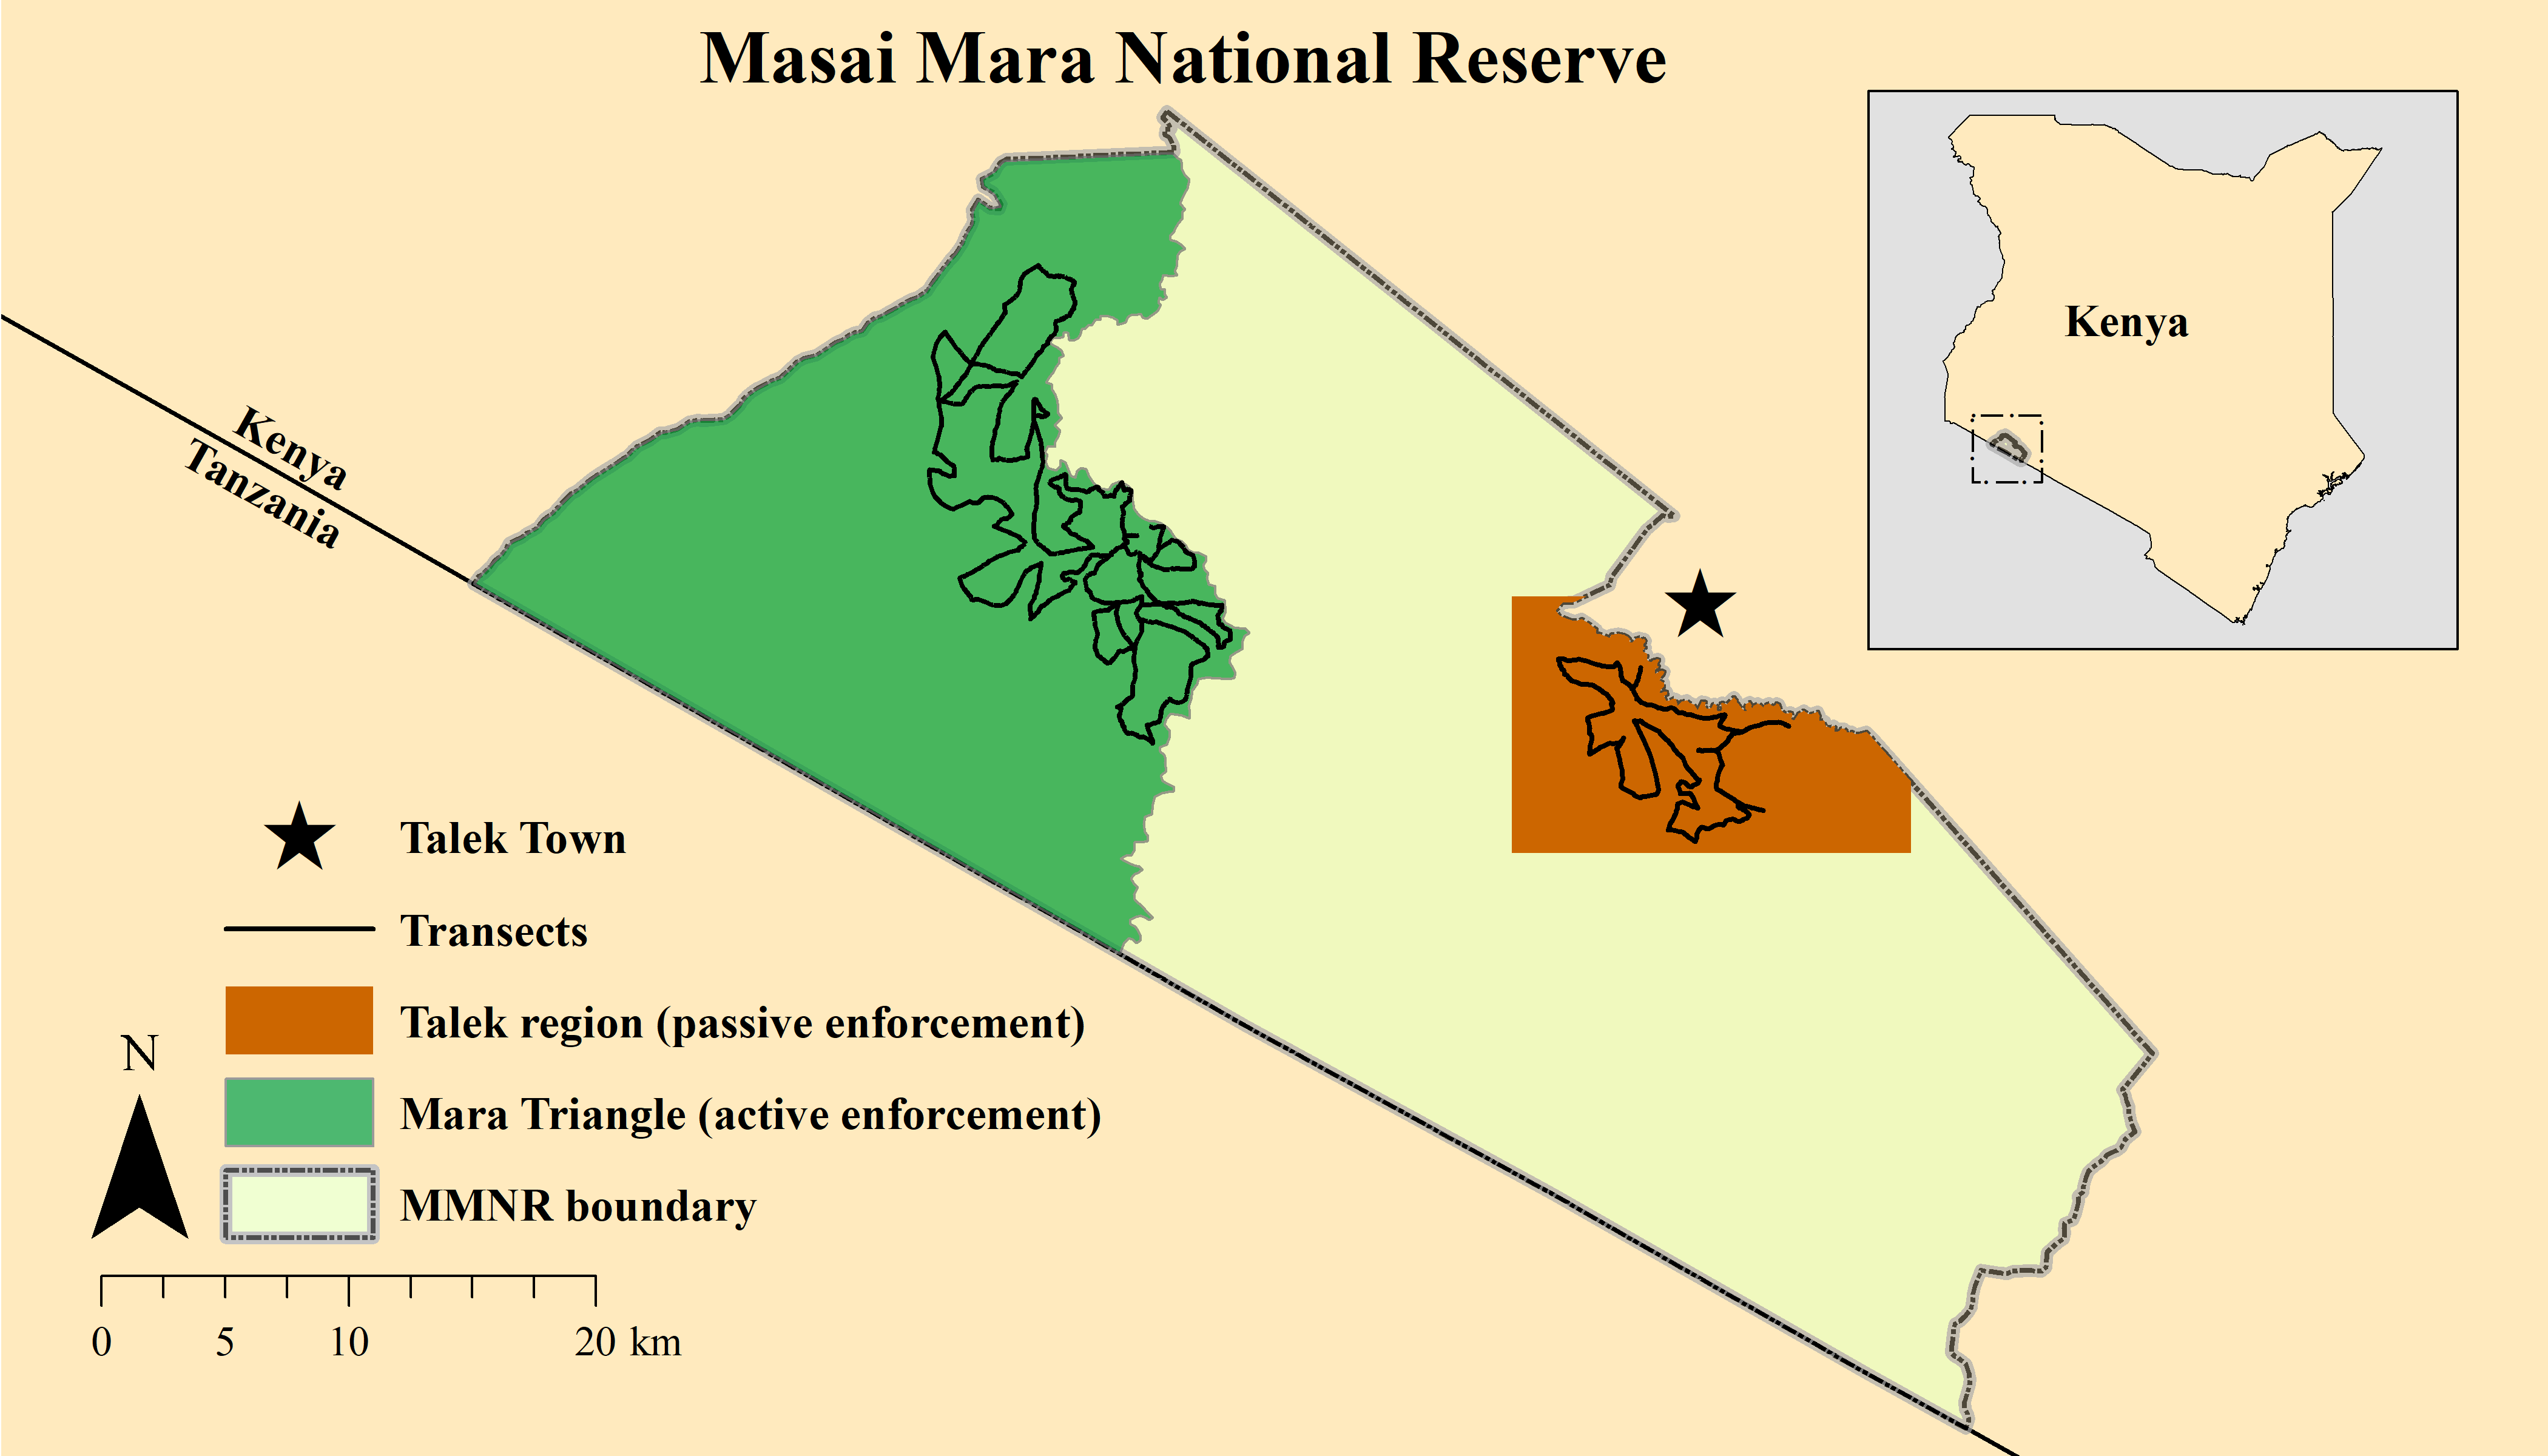 Masai Mara National Reserve
Kenya
Kenya
Tanzania
Talek Town
Transects
Talek region (passive enforcement)
N
Mara Triangle (active enforcement)
MMNR boundary
0 5 10 20 km